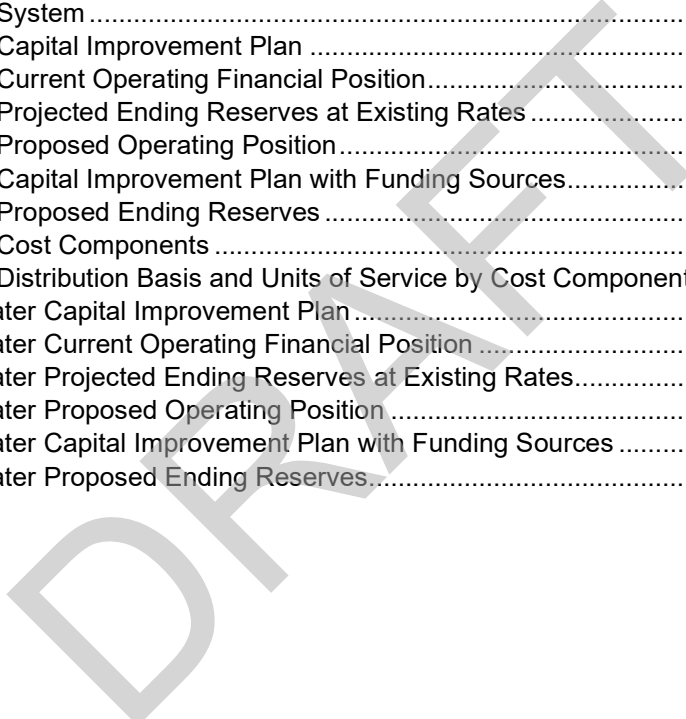 System
Capital Improvement Plan
Current Operating Financial Position
Projected Ending Reserves at Existing Rates
Proposed Operating Position
Capital Improvement Plan with Funding Sources
Proposed Ending Reserves
Cost Components
Distribution Basis and Units of Service by Cost Component
ater Capital Improvement Plan
ater Current Operating Financial Position
ater Projected Ending Reserves at Existing Rates
ater Proposed Operating Position
ater Capital Improvement Plan with Funding Sources
ater Proposed Ending Reserves
DRAFT